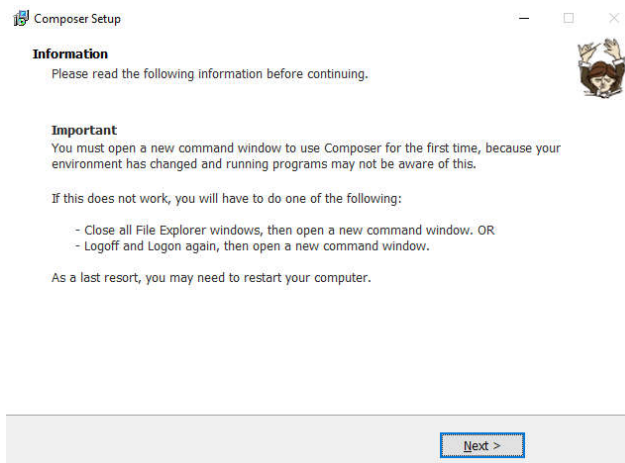 Composer Setup
Information
Please read the following information before continuing.
Important
You must open a new command window to use Composer for the first time, because your
environment has changed and running programs may not be aware of this.
If this does not work, you will have to do one of the following:
- Close all File Explorer windows, then open a new command window. OR
- Logoff and Logon again, then open a new command window.
As a last resort, you may need to restart your computer.
Next >